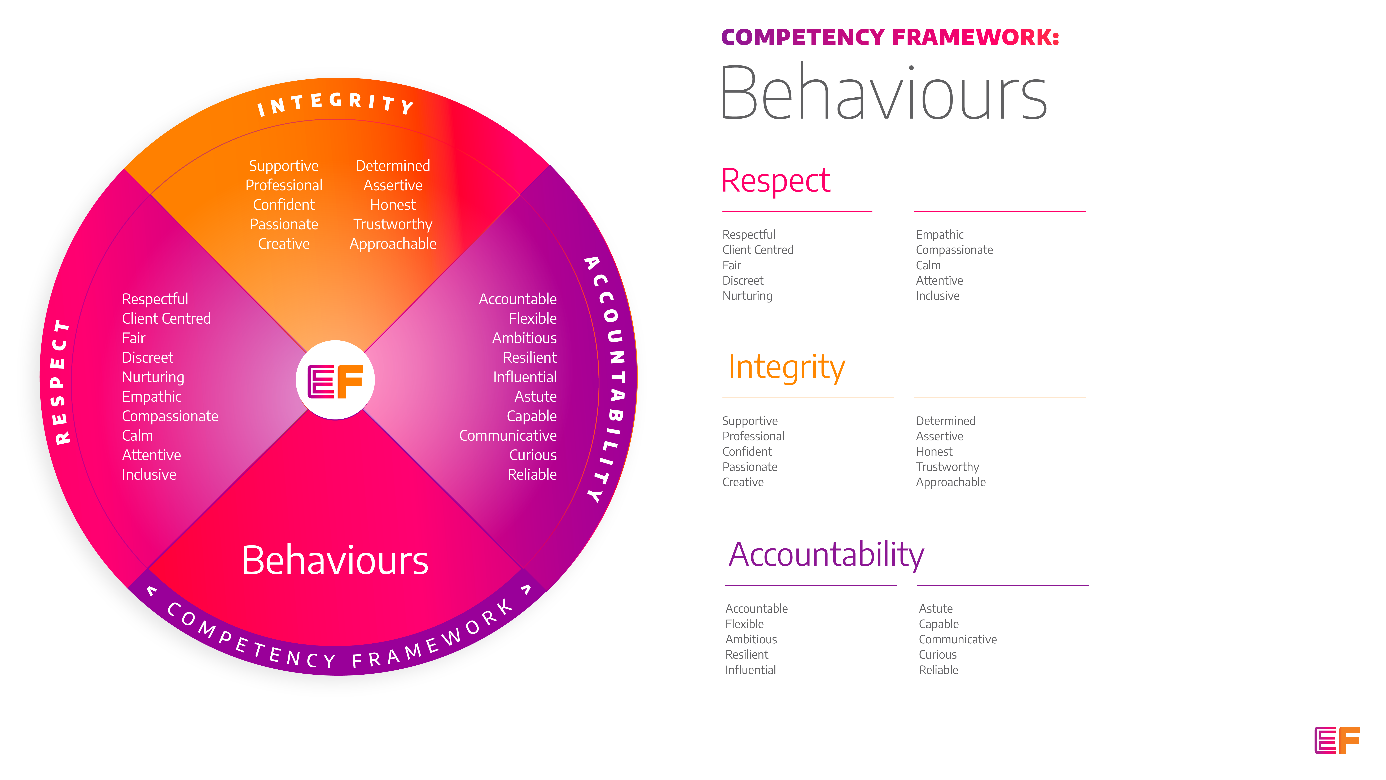 INTEGRITY
Supportive
Professional
Confident
Passionate
Creative
Determined
Assertive
Honest
Trustworthy
Approachable
RESPECT
Respectful
Client Centred
Fair
Discreet
Nurturing
Empathic
Compassionate
Calm
Attentive
Inclusive
EF
ACCOUNTABILITY
Accountable
Flexible
Ambitious
Resilient
Influential
Astute
Capable
Communicative
Curious
Reliable
Behaviours
< COMPETENCY FRAMEWORK >
COMPETENCY FRAMEWORK:
Behaviours
Respect
Respectful
Client Centred
Fair
Discreet
Nurturing
Empathic
Compassionate
Calm
Attentive
Inclusive
Integrity
Supportive
Professional
Confident
Passionate
Creative
Determined
Assertive
Honest
Trustworthy
Approachable
Accountability
Accountable
Flexible
Ambitious
Resilient
Influential
Astute
Capable
Communicative
Curious
Reliable
EF